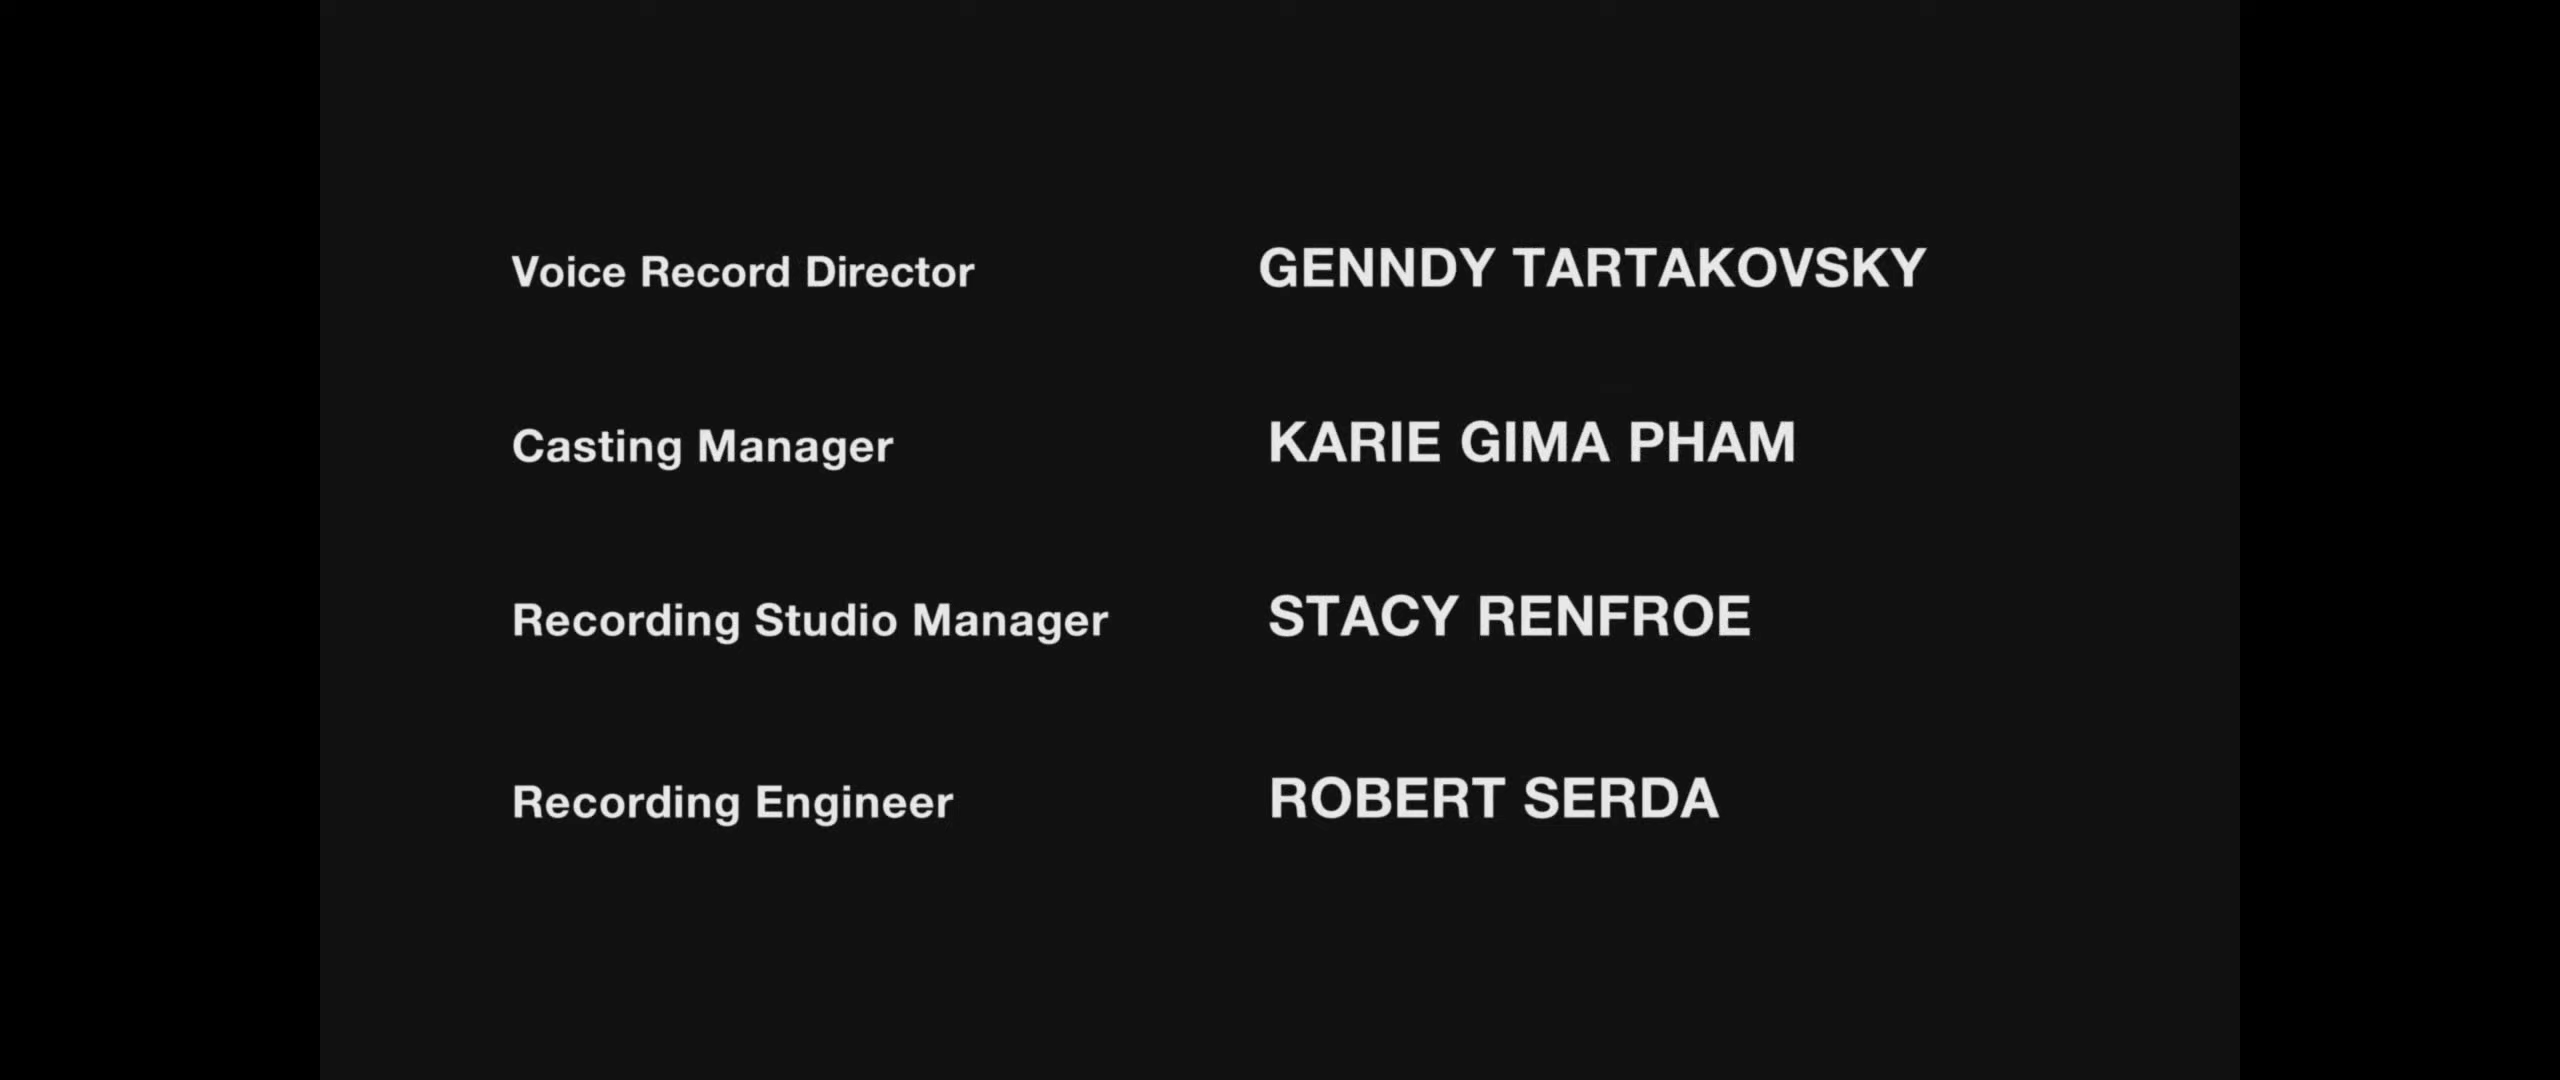 Voice Record Director GENNDY TARTAKOVSKY
Casting Manager KARIE GIMA PHAM
Recording Studio Manager STACY RENFROE
Recording Engineer ROBERT SERDA